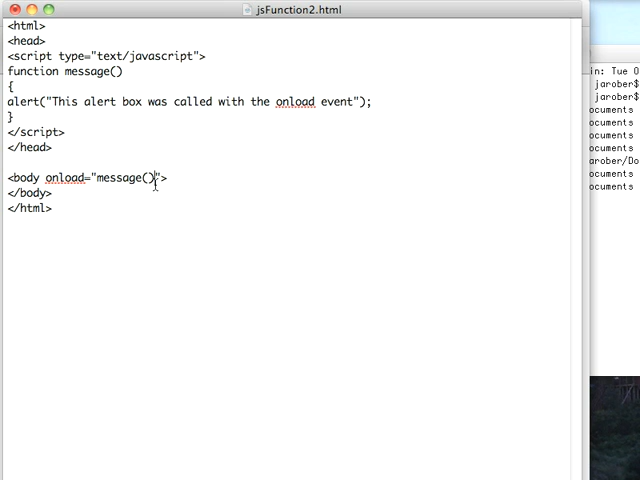 jsFunction2.html
<html>
<head>
<script type="text/javascript">
function message()
{
alert("This alert box was called with the onload event");
}
</script>
</head>
<body onload="message()">
</body>
</html>
in: Tue O
jarober$
jarober$
ocuments
ocuments
ocuments
ocuments
arober/Do
ocuments
ocuments